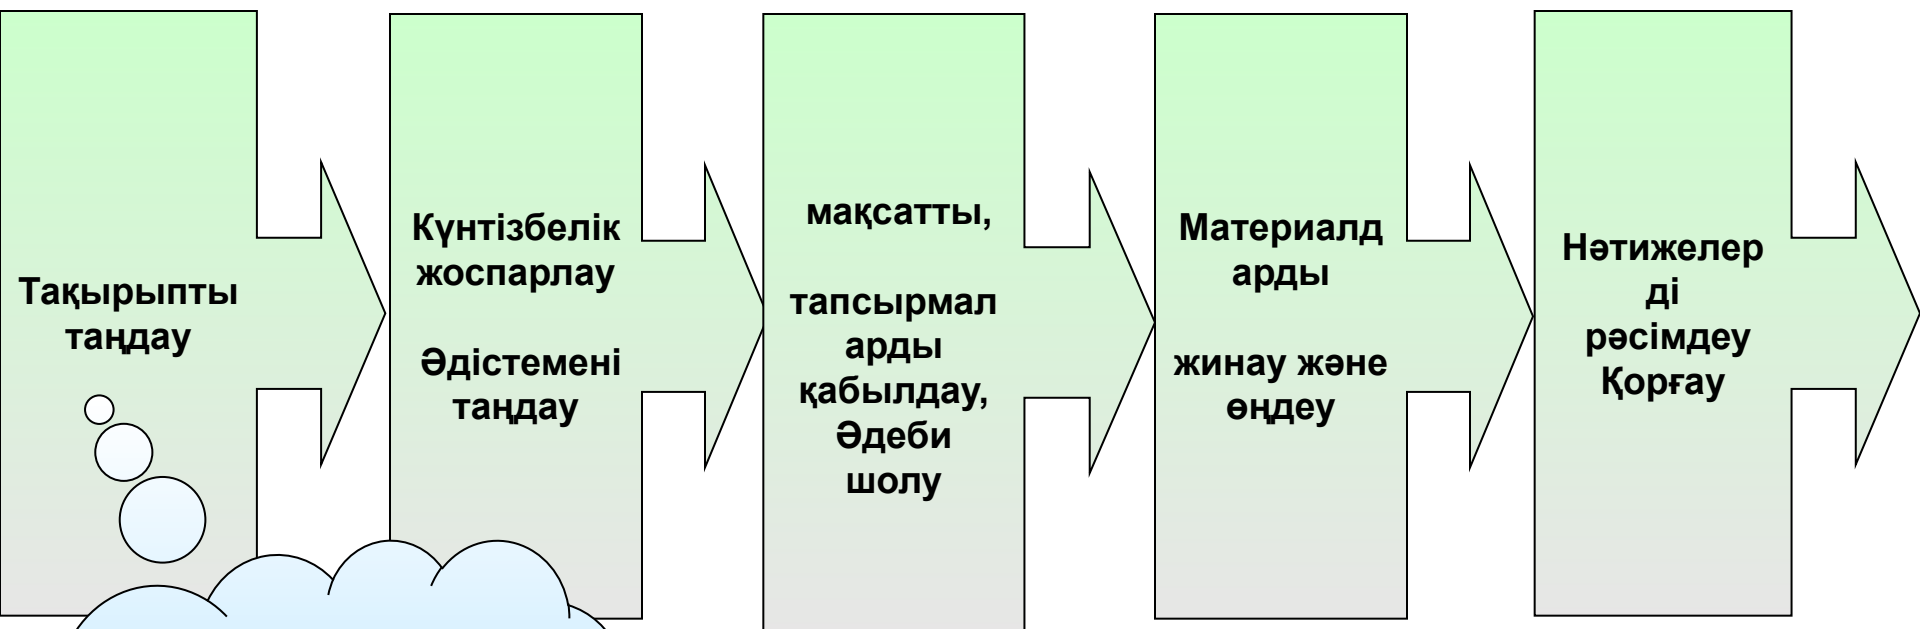 Тақырыпты
таңдау
Күнтізбелік
жоспарлау
Әдістемені
таңдау
мақсатты,
тапсырмал
арды
қабылдау,
Әдеби
шолу
Материалд
арды
жинау және
өңдеу
Нәтижелер
ді
рәсімдеу
Қорғау